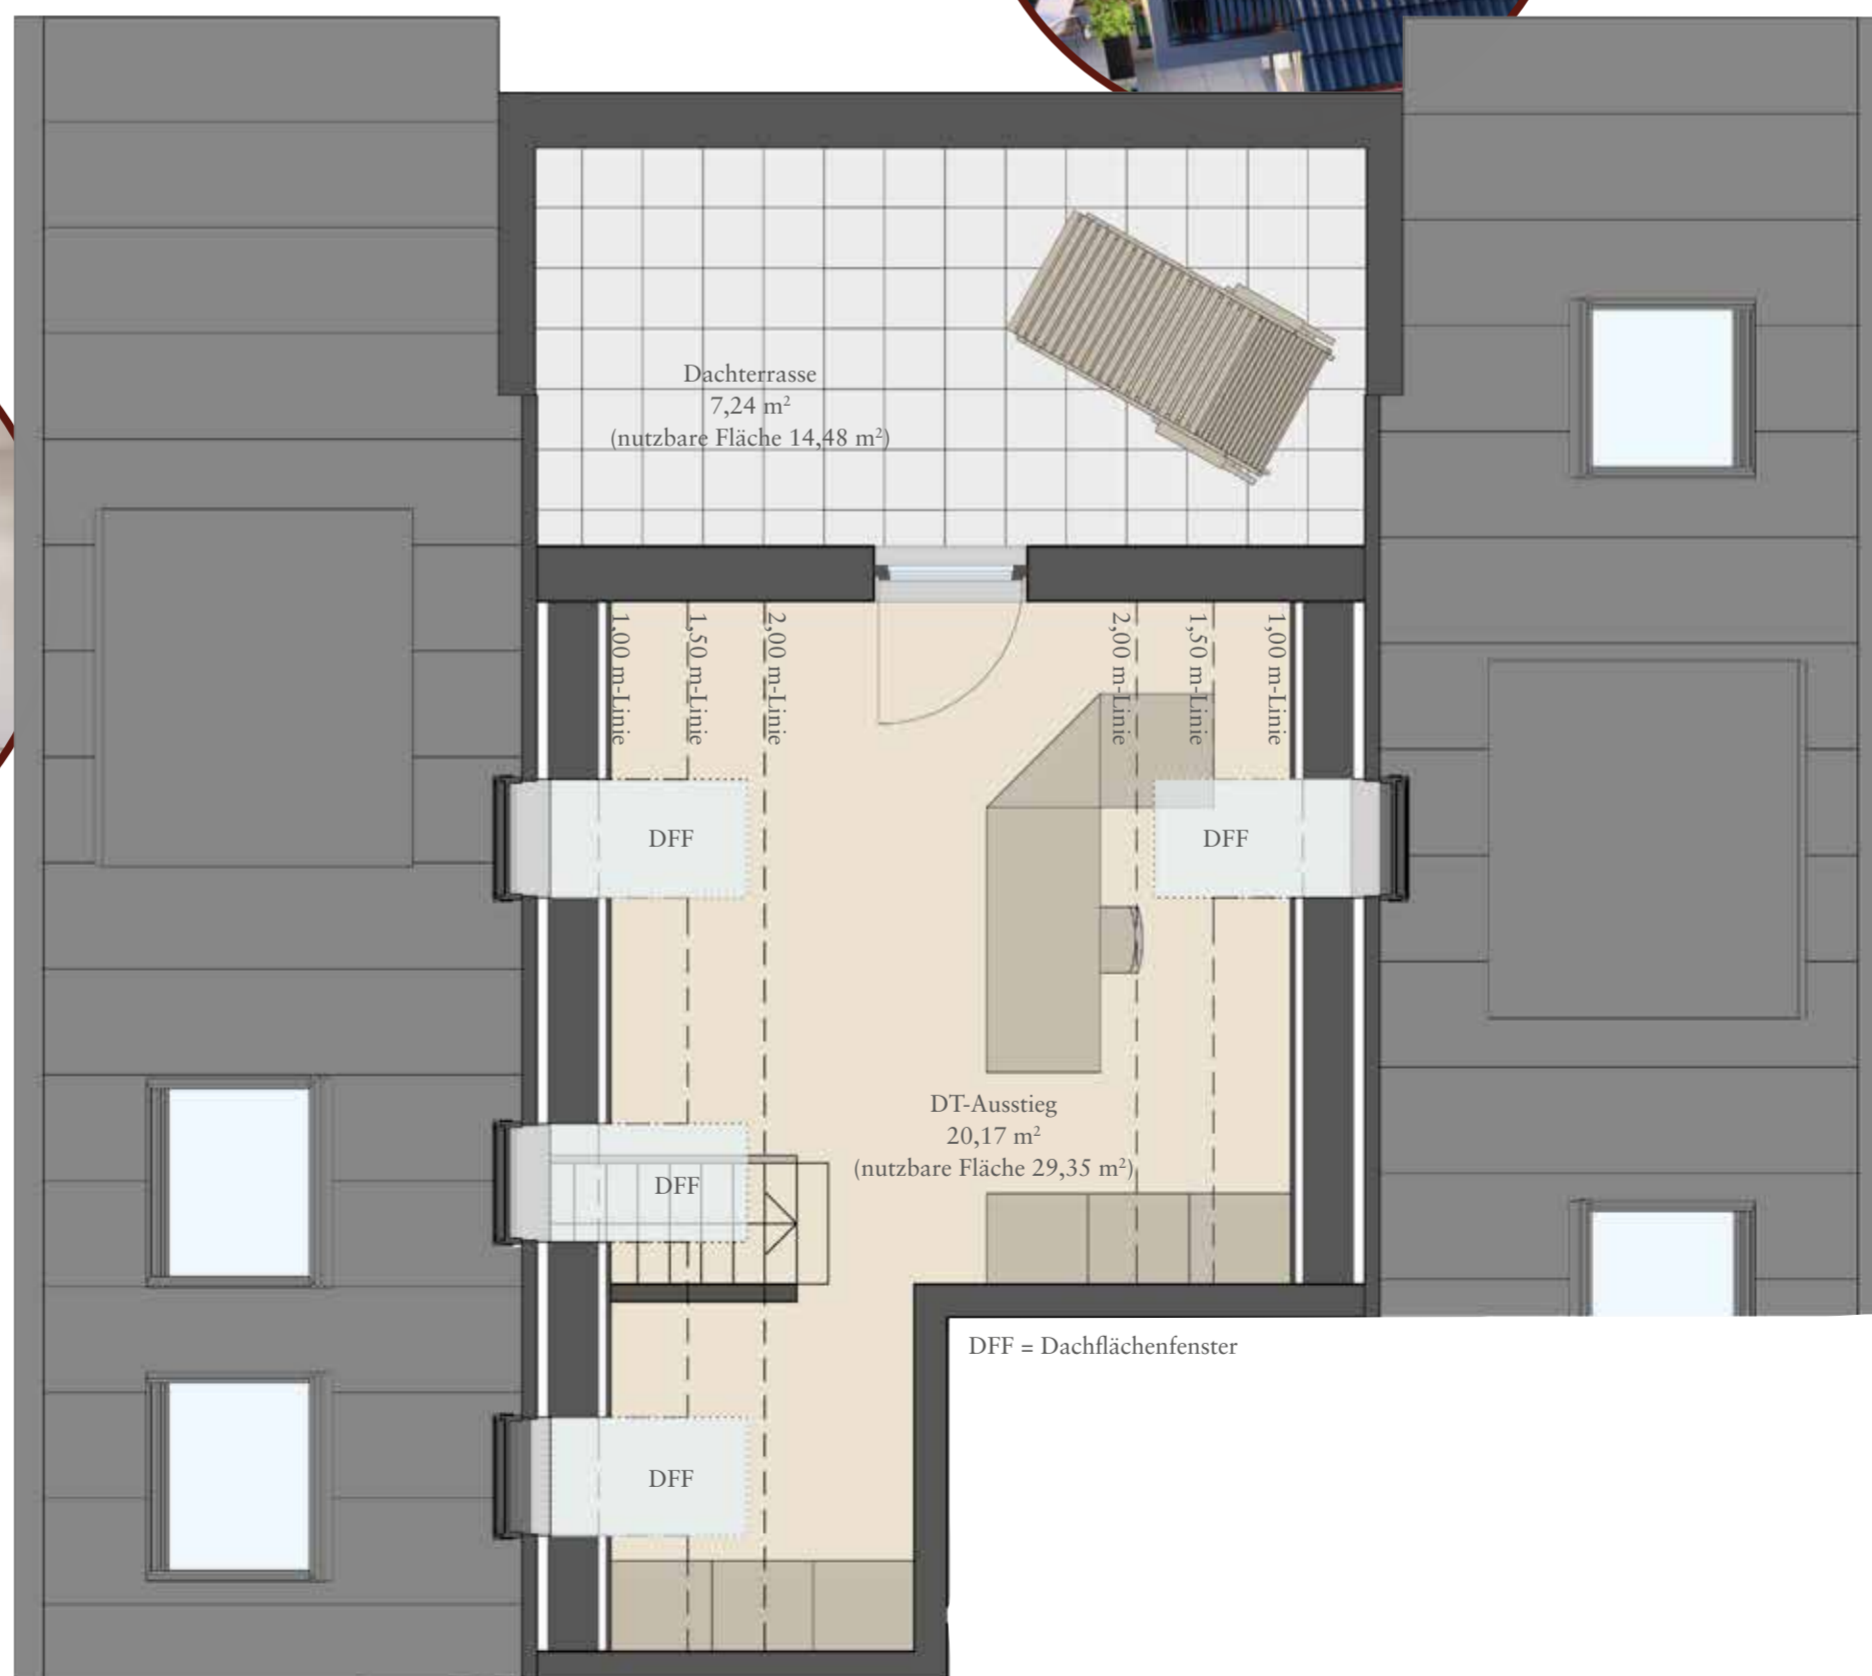 Dachterrasse
7,24 m²
(nutzbare Fläche 14,48 m²)
1,00 m-Linie
1,50 m-Linie
2,00 m-Linie
2,00 m-Linie
1,50 m-Linie
1,00 m-Linie
DFF
DFF
DT-Ausstieg
20,17 m²
(nutzbare Fläche 29,35 m²)
DFF
DFF = Dachflächenfenster
DFF